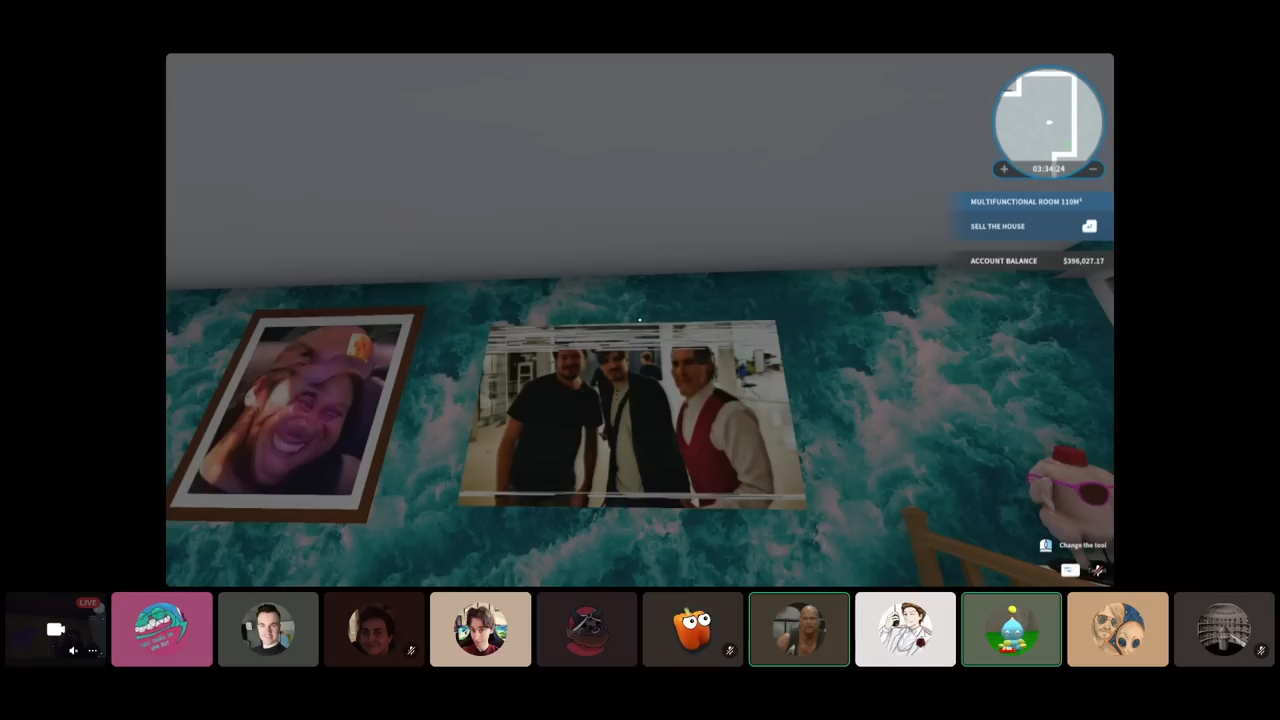 03:34:24
MULTIFUNCTIONAL ROOM 110M²
SELL THE HOUSE
ACCOUNT BALANCE $396,027.17
Change the tool
LIVE